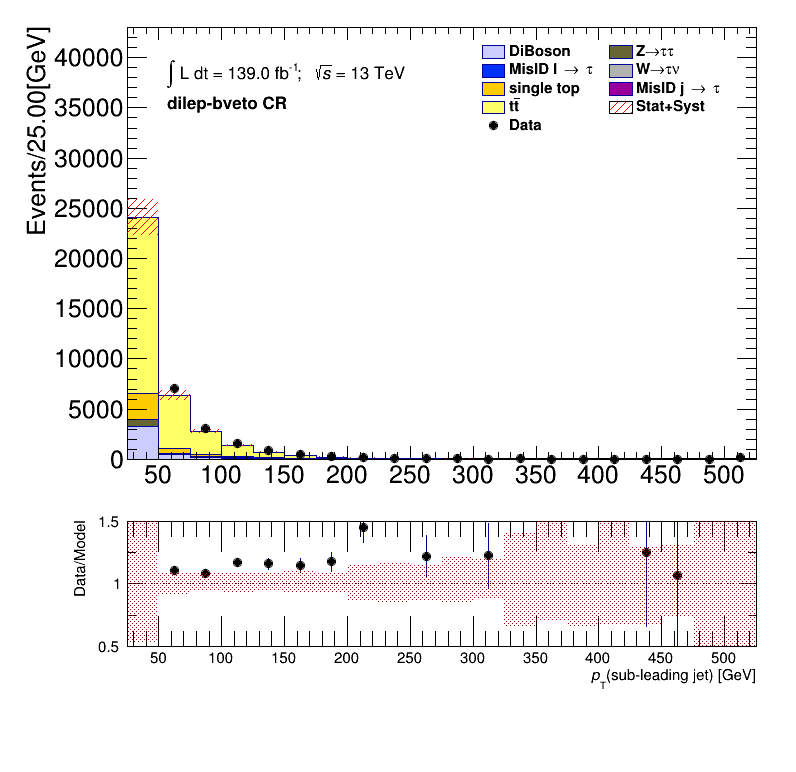 Events/25.00[GeV]
40000
35000
30000
25000
20000
15000
10000
5000
0
∫ L dt = 139.0 fb⁻¹; √s = 13 TeV
dilep-bveto CR
DiBoson
MisID l → τ
single top
tt̄
Data
Z→ττ
W→τν
MisID j → τ
Stat+Syst
50 100 150 200 250 300 350 400 450 500
Data/Model
1.5
1
0.5
50 100 150 200 250 300 350 400 450 500
p_T(sub-leading jet) [GeV]